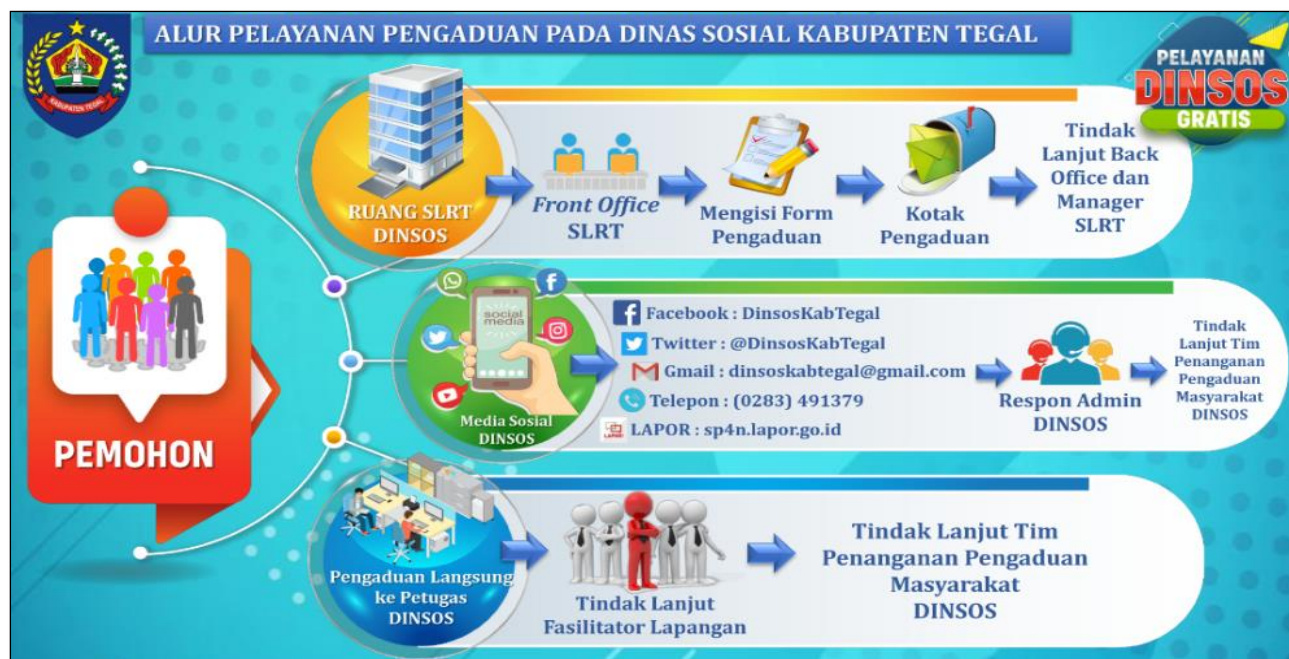 ALUR PELAYANAN PENGADUAN PADA DINAS SOSIAL KABUPATEN TEGAL
KABUPATEN TEGAL
PELAYANAN
DINSOS
GRATIS
PEMOHON
RUANG SLRT
DINSOS
Front Office
SLRT
Mengisi Form
Pengaduan
Kotak
Pengaduan
Tindak
Lanjut Back
Office dan
Manager
SLRT
social
media
Media Sosial
DINSOS
Facebook : DinsosKabTegal
Twitter : @DinsosKabTegal
Gmail : dinsoskabtegal@gmail.com
Telepon : (0283) 491379
LAPOR!
LAPOR : sp4n.lapor.go.id
Respon Admin
DINSOS
Tindak
Lanjut Tim
Penanganan
Pengaduan
Masyarakat
DINSOS
Pengaduan Langsung
ke Petugas
DINSOS
Tindak Lanjut
Fasilitator Lapangan
Tindak Lanjut Tim
Penanganan Pengaduan
Masyarakat
DINSOS